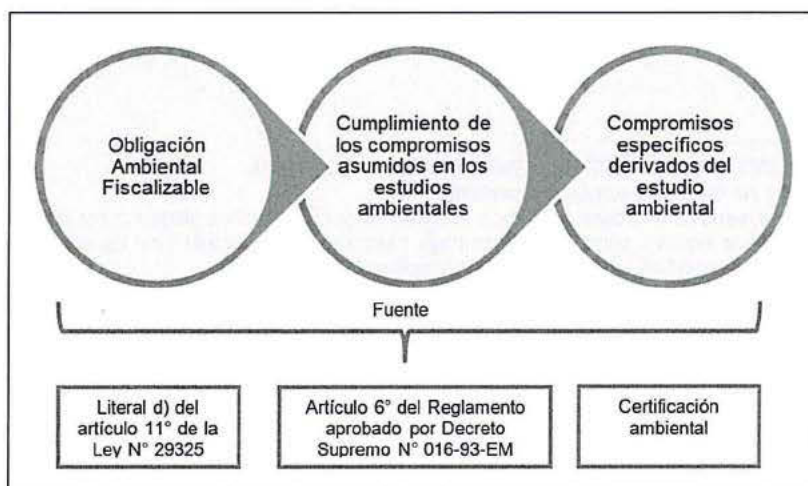 Obligación
Ambiental
Fiscalizable
Cumplimiento de
los compromisos
asumidos en los
estudios
ambientales
Compromisos
específicos
derivados del
estudio
ambiental
Fuente
Literal d) del
artículo 11° de la
Ley N° 29325
Artículo 6° del Reglamento
aprobado por Decreto
Supremo N° 016-93-EM
Certificación
ambiental